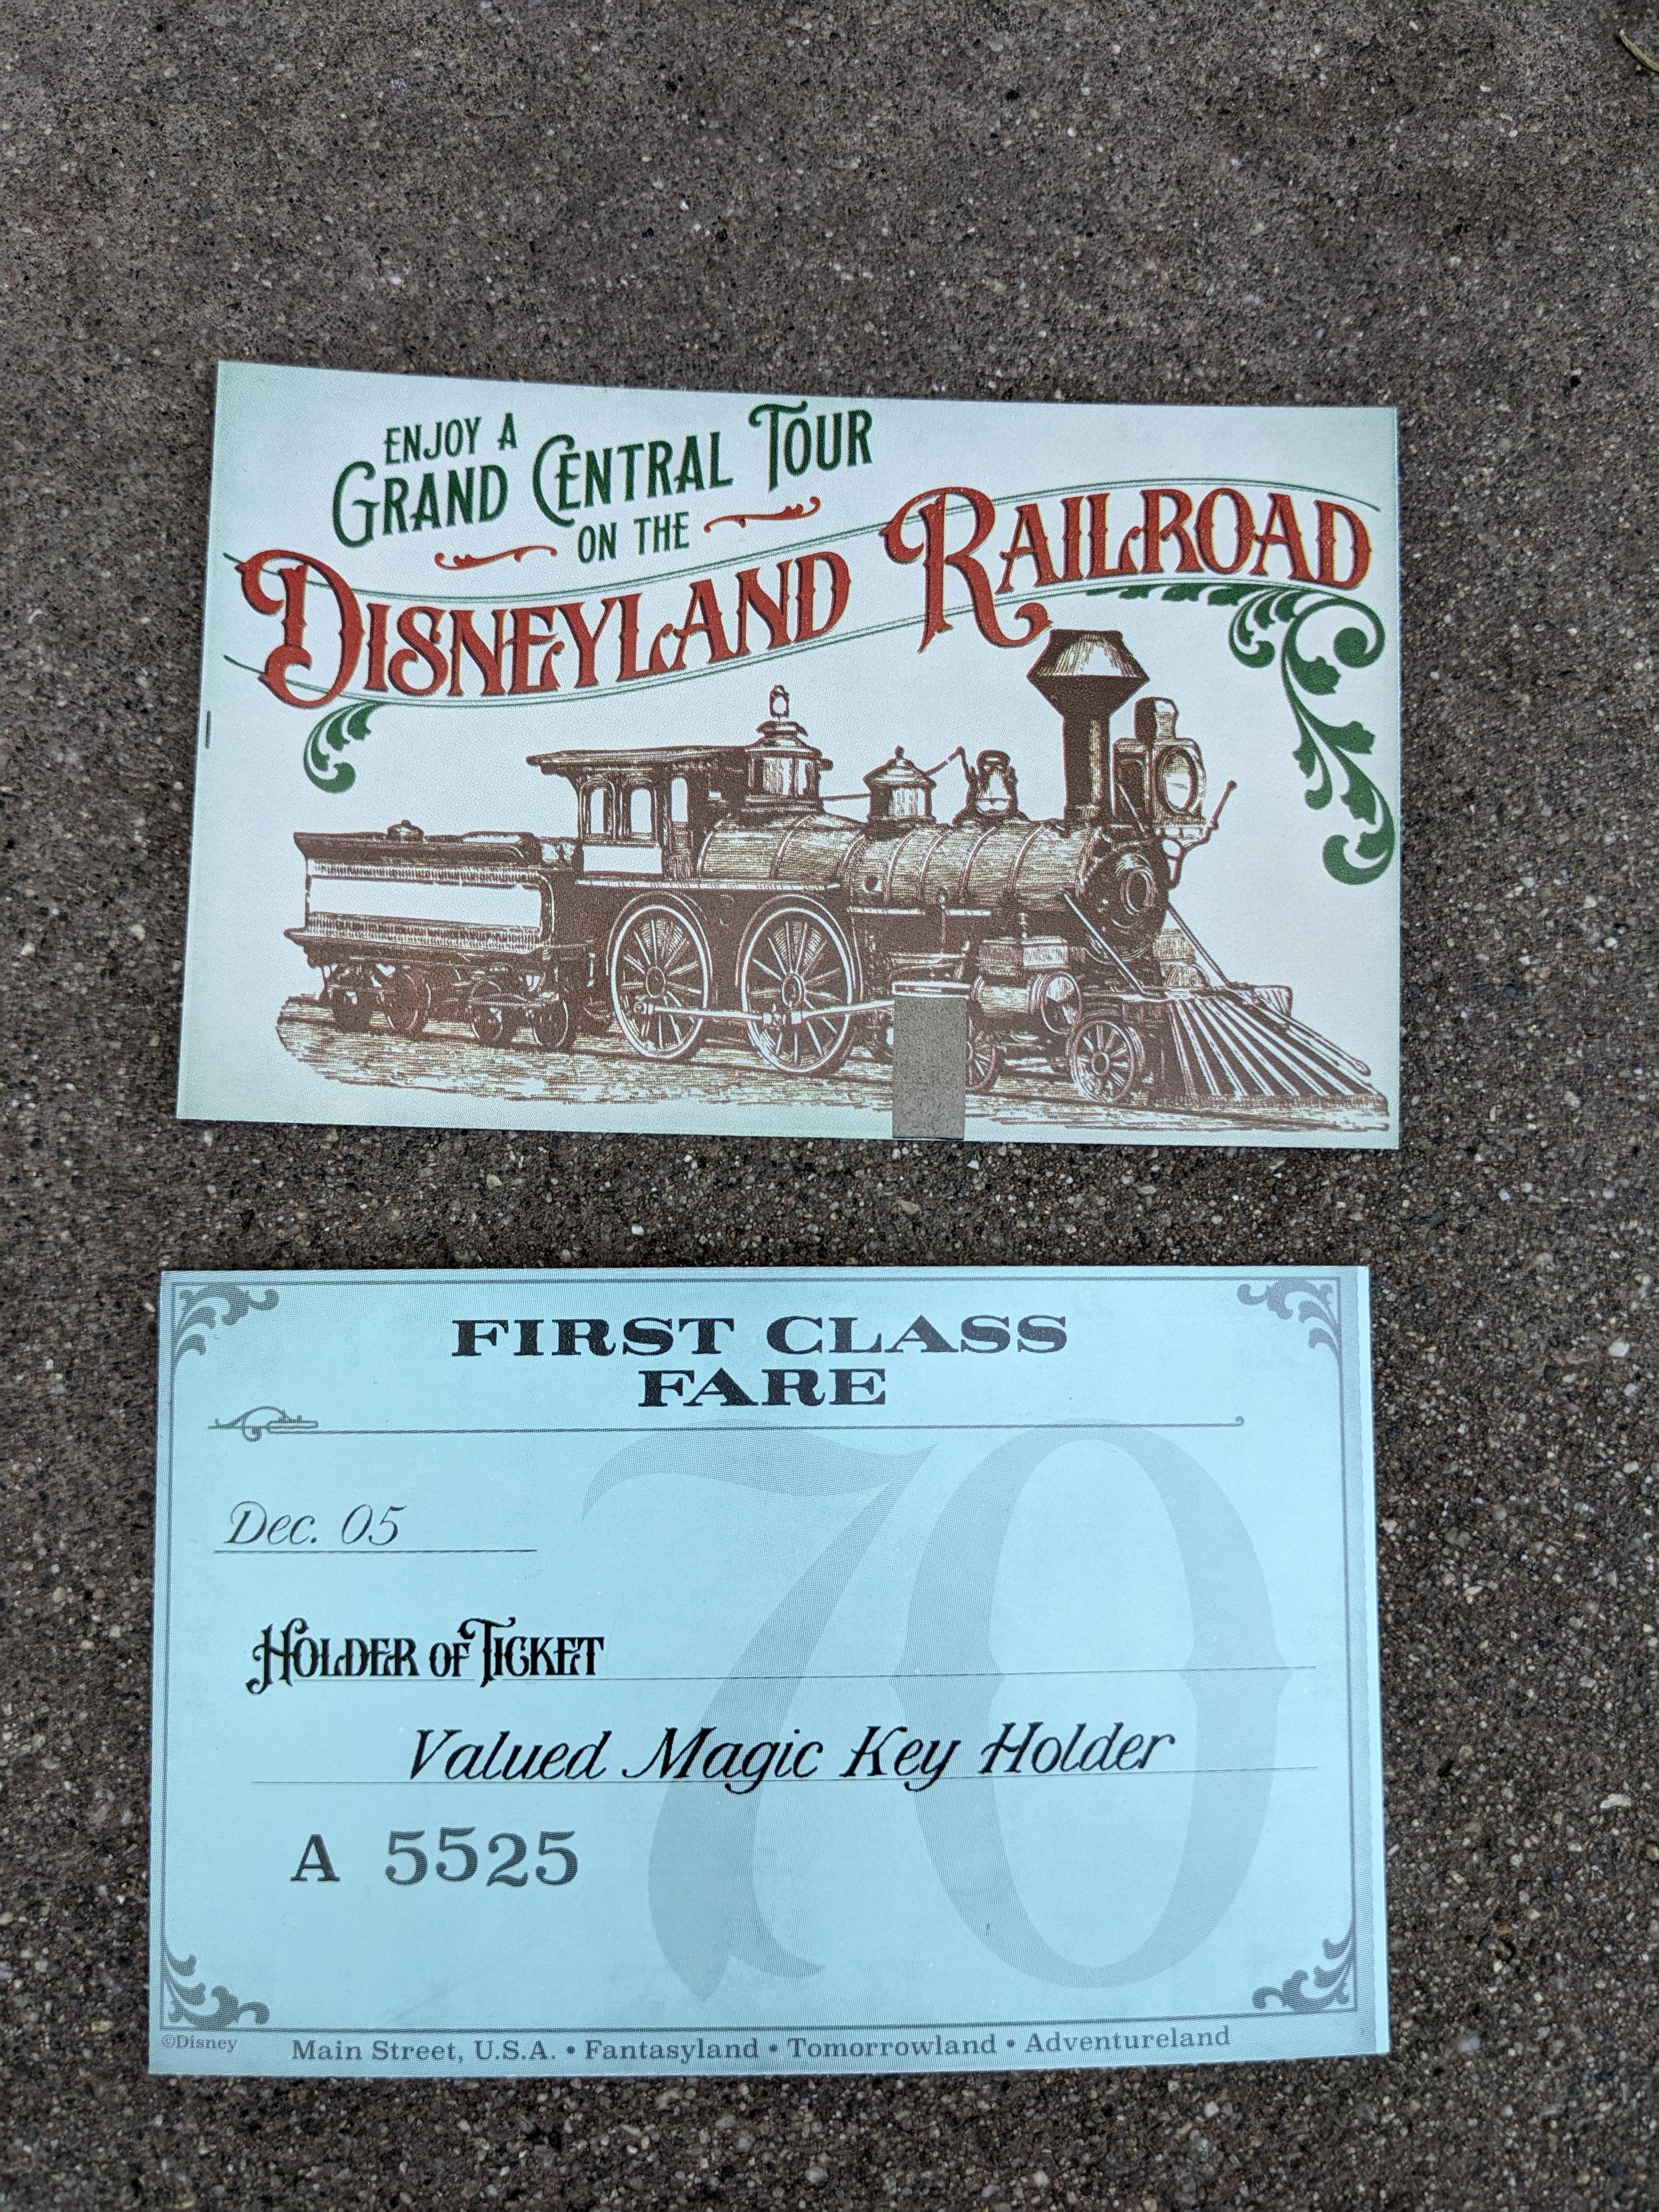 ENJOY A
GRAND CENTRAL TOUR
ON THE
DISNEYLAND RAILROAD
FIRST CLASS
FARE
70
Dec. 05
HOLDER OF TICKET
Valued Magic Key Holder
A 5525
©Disney
Main Street, U.S.A. • Fantasyland • Tomorrowland • Adventureland